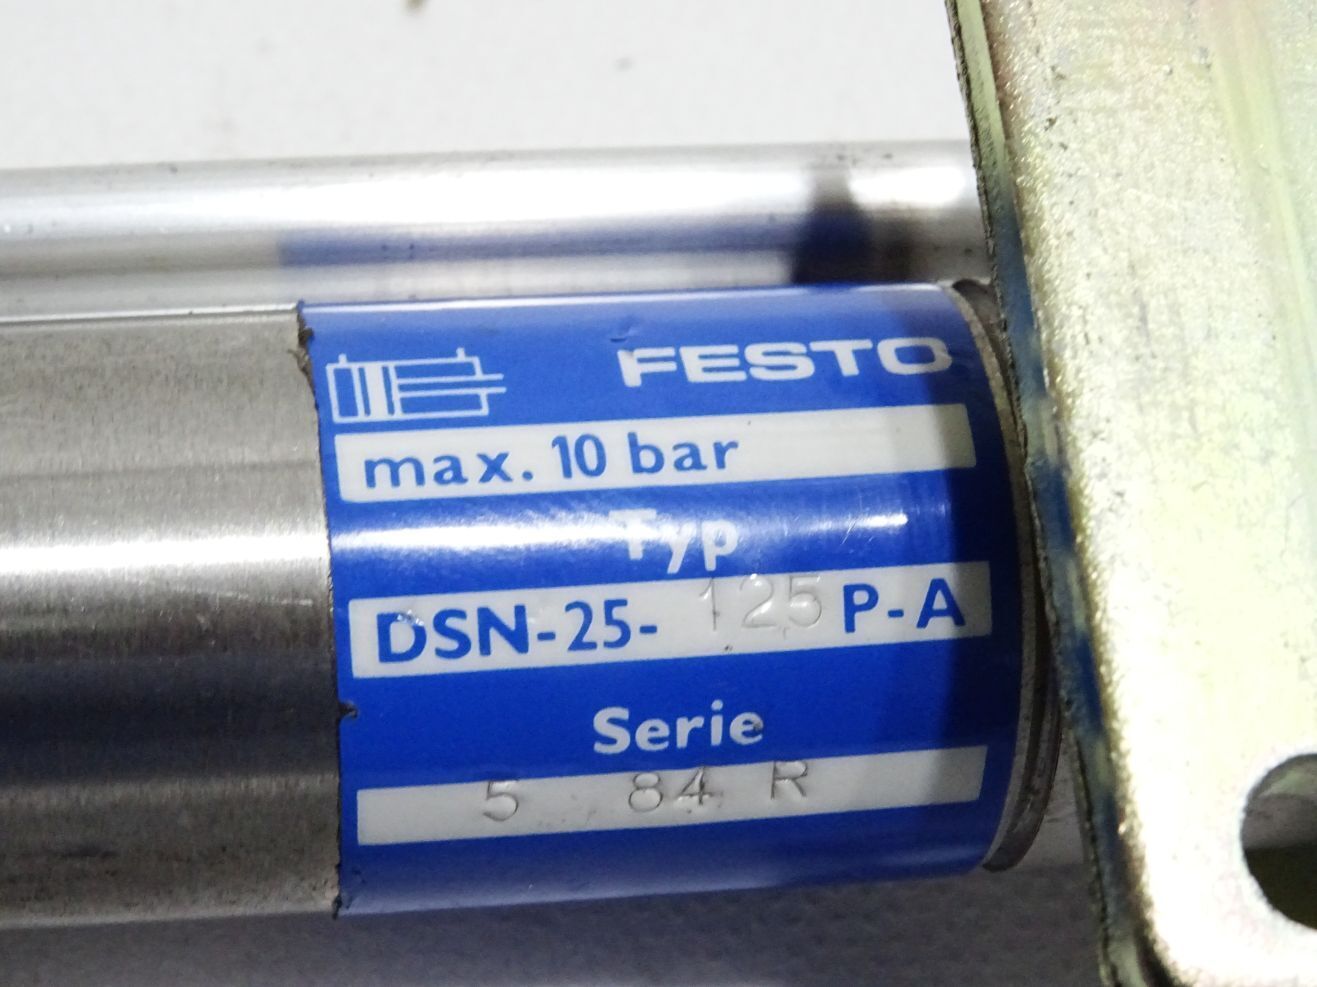 FESTO
max. 10 bar
Typ
DSN-25- 125 P-A
Serie
5 84 R